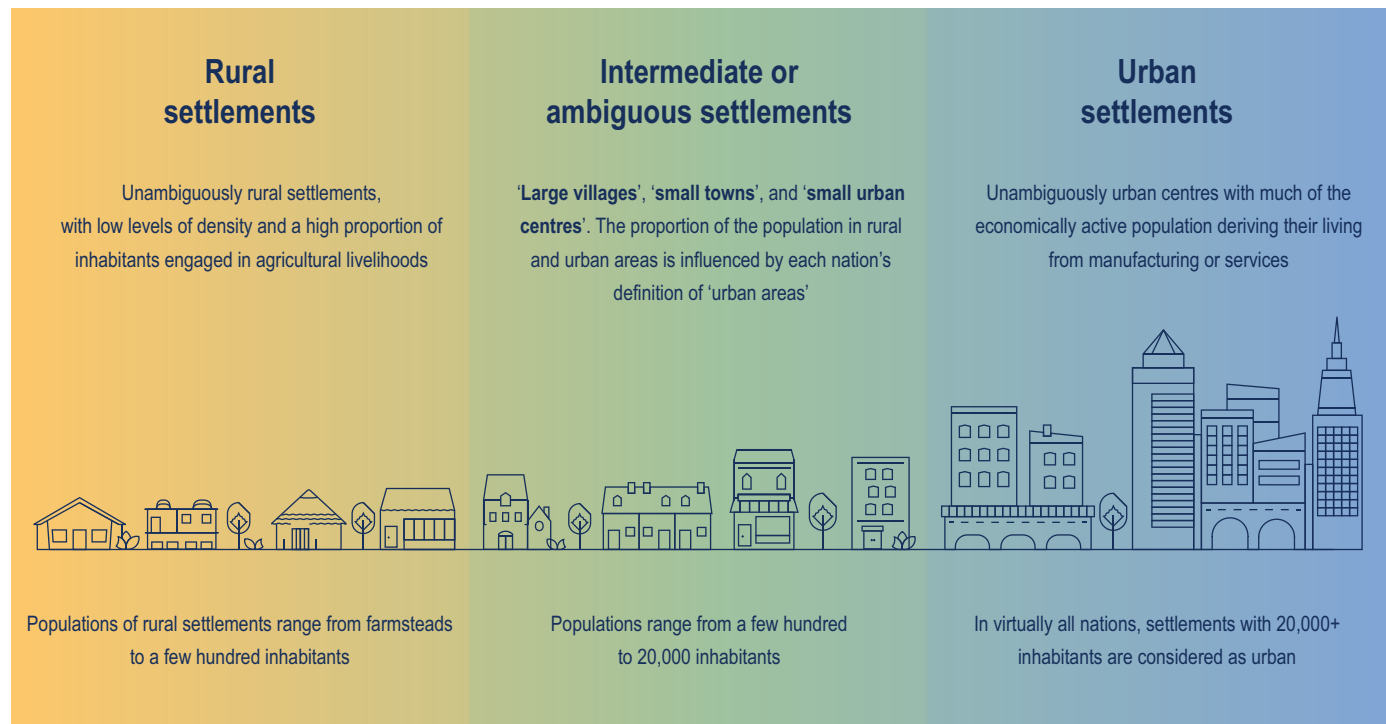 Rural
settlements
Unambiguously rural settlements,
with low levels of density and a high proportion of
inhabitants engaged in agricultural livelihoods
Populations of rural settlements range from farmsteads
to a few hundred inhabitants
Intermediate or
ambiguous settlements
‘Large villages’, ‘small towns’, and ‘small urban
centres’. The proportion of the population in rural
and urban areas is influenced by each nation’s
definition of ‘urban areas’
Populations range from a few hundred
to 20,000 inhabitants
Urban
settlements
Unambiguously urban centres with much of the
economically active population deriving their living
from manufacturing or services
In virtually all nations, settlements with 20,000+
inhabitants are considered as urban